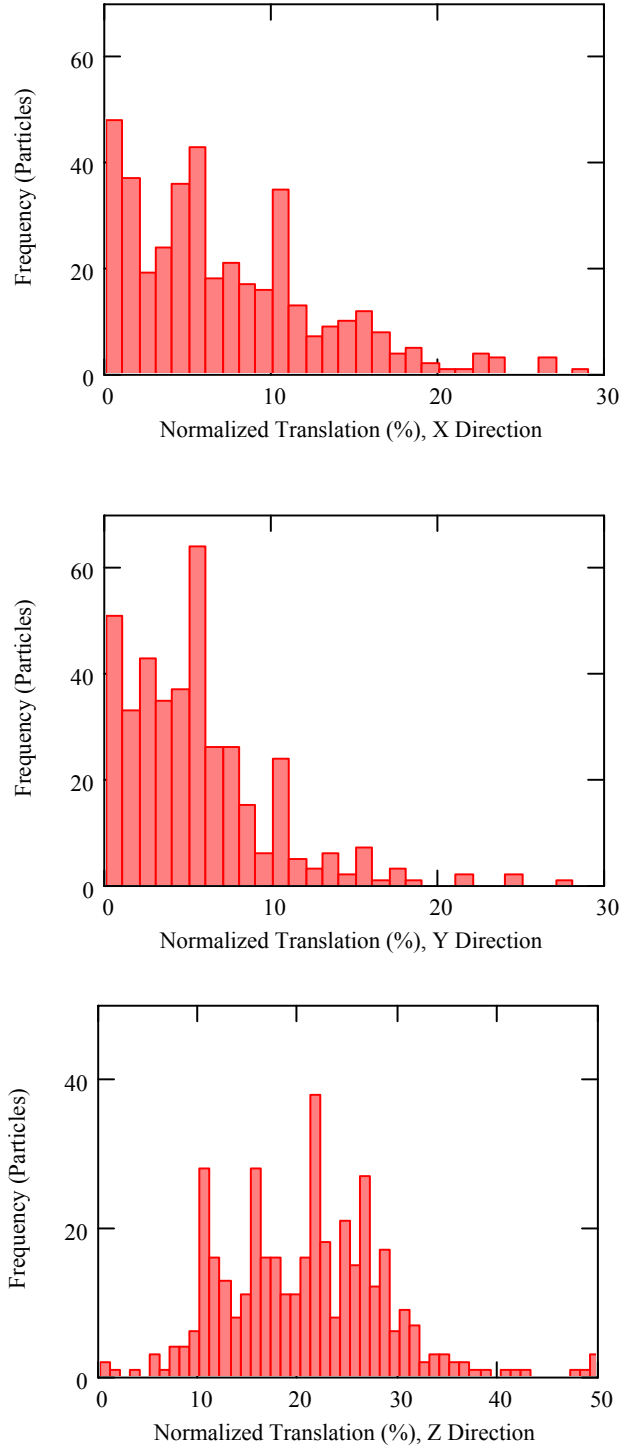 60
40
20
0
Frequency (Particles)
0 10 20 30
Normalized Translation (%), X Direction
60
40
20
0
Frequency (Particles)
0 10 20 30
Normalized Translation (%), Y Direction
40
20
0
Frequency (Particles)
0 10 20 30 40 50
Normalized Translation (%), Z Direction